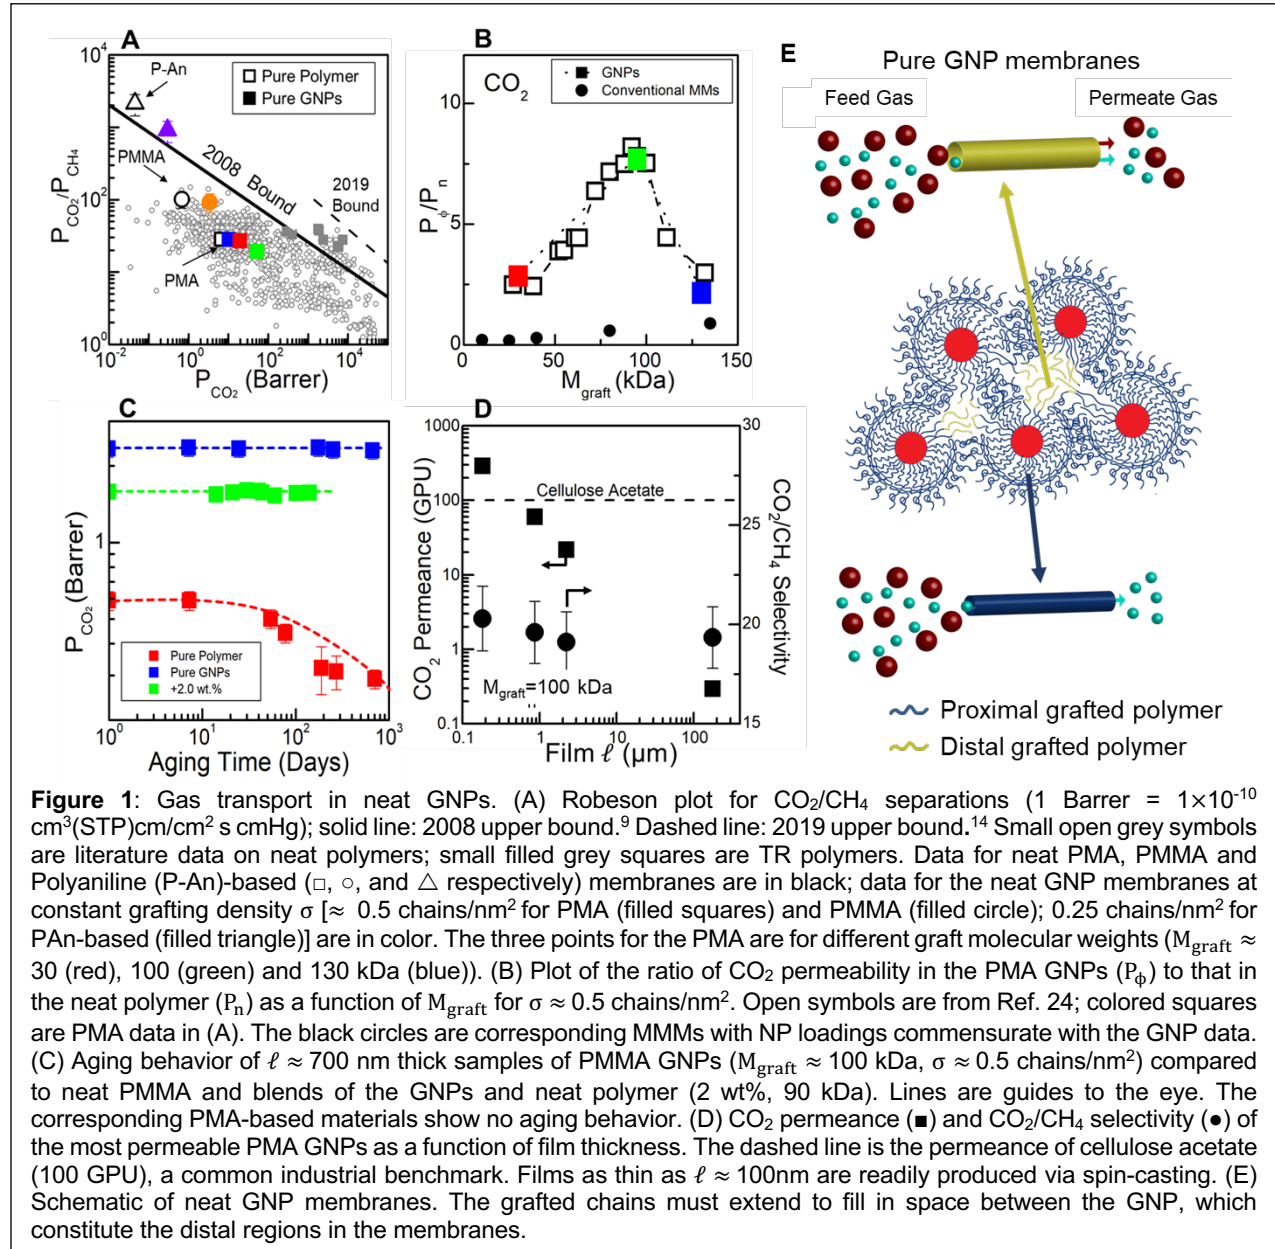 A
10⁴
10³
10²
10¹
10⁰
P_CO₂/P_CH₄
P-An
PMMA
PMA
□ Pure Polymer
■ Pure GNPs
2008 Bound
2019
Bound
10⁻² 10⁰ 10² 10⁴
P_CO₂ (Barrer)
B
CO₂
GNPs
Conventional MMs
10
5
0
P_ϕ/P_n
0 50 100 150
M_graft (kDa)
C
1
P_CO₂ (Barrer)
Pure Polymer
Pure GNPs
+2.0 wt.%
10⁰ 10¹ 10² 10³
Aging Time (Days)
D
1000
100
10
1
0.1
CO₂ Permeance (GPU)
Cellulose Acetate
M_graft=100 kDa
30
25
20
15
CO₂/CH₄ Selectivity
0.1 1 10 100
Film ℓ (μm)
E
Pure GNP membranes
Feed Gas
Permeate Gas
Proximal grafted polymer
Distal grafted polymer
Figure 1: Gas transport in neat GNPs. (A) Robeson plot for CO₂/CH₄ separations (1 Barrer = 1×10⁻¹⁰
cm³(STP)cm/cm² s cmHg); solid line: 2008 upper bound.⁹ Dashed line: 2019 upper bound.¹⁴ Small open grey symbols
are literature data on neat polymers; small filled grey squares are TR polymers. Data for neat PMA, PMMA and
Polyaniline (P-An)-based (□, ○, and △ respectively) membranes are in black; data for the neat GNP membranes at
constant grafting density σ [≈ 0.5 chains/nm² for PMA (filled squares) and PMMA (filled circle); 0.25 chains/nm² for
PAn-based (filled triangle)] are in color. The three points for the PMA are for different graft molecular weights (M_graft ≈
30 (red), 100 (green) and 130 kDa (blue)). (B) Plot of the ratio of CO₂ permeability in the PMA GNPs (P_ϕ) to that in
the neat polymer (P_n) as a function of M_graft for σ ≈ 0.5 chains/nm². Open symbols are from Ref. 24; colored squares
are PMA data in (A). The black circles are corresponding MMMs with NP loadings commensurate with the GNP data.
(C) Aging behavior of ℓ ≈ 700 nm thick samples of PMMA GNPs (M_graft ≈ 100 kDa, σ ≈ 0.5 chains/nm²) compared
to neat PMMA and blends of the GNPs and neat polymer (2 wt%, 90 kDa). Lines are guides to the eye. The
corresponding PMA-based materials show no aging behavior. (D) CO₂ permeance (■) and CO₂/CH₄ selectivity (●) of
the most permeable PMA GNPs as a function of film thickness. The dashed line is the permeance of cellulose acetate
(100 GPU), a common industrial benchmark. Films as thin as ℓ ≈ 100nm are readily produced via spin-casting. (E)
Schematic of neat GNP membranes. The grafted chains must extend to fill in space between the GNP, which
constitute the distal regions in the membranes.